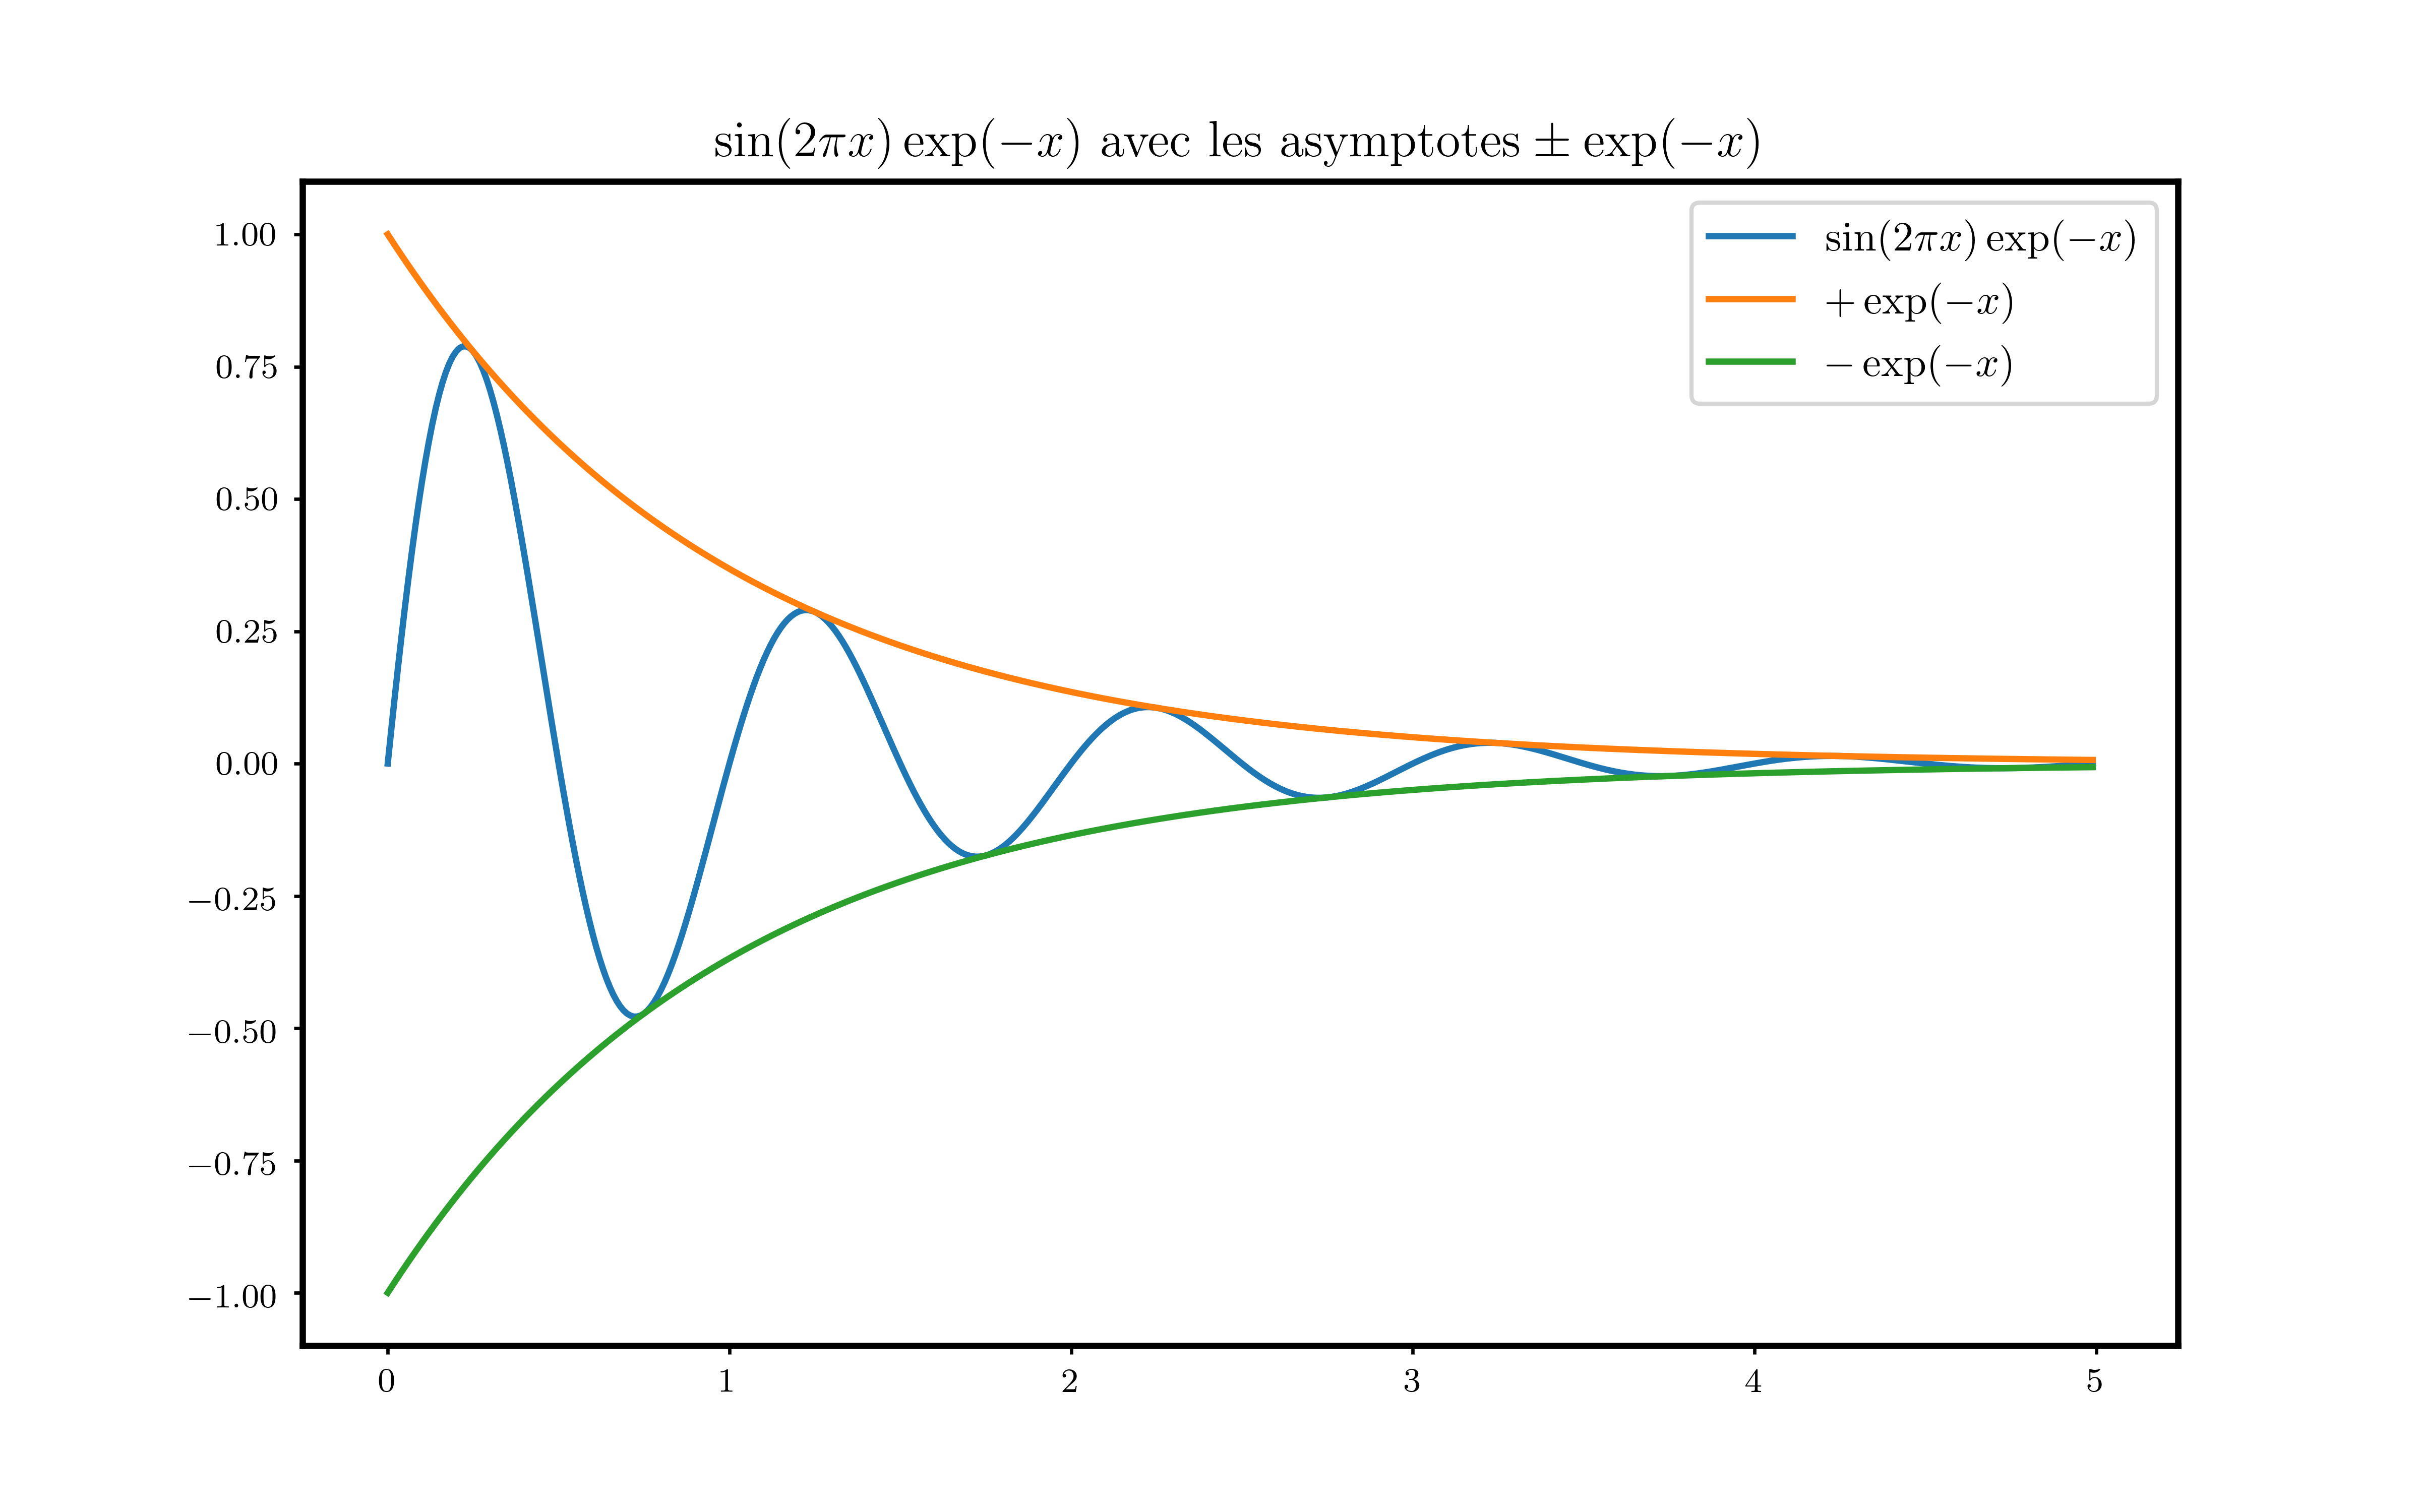 sin(2πx) exp(−x) avec les asymptotes ± exp(−x)
sin(2πx) exp(−x)
+ exp(−x)
− exp(−x)
1.00
0.75
0.50
0.25
0.00
−0.25
−0.50
−0.75
−1.00
0 1 2 3 4 5